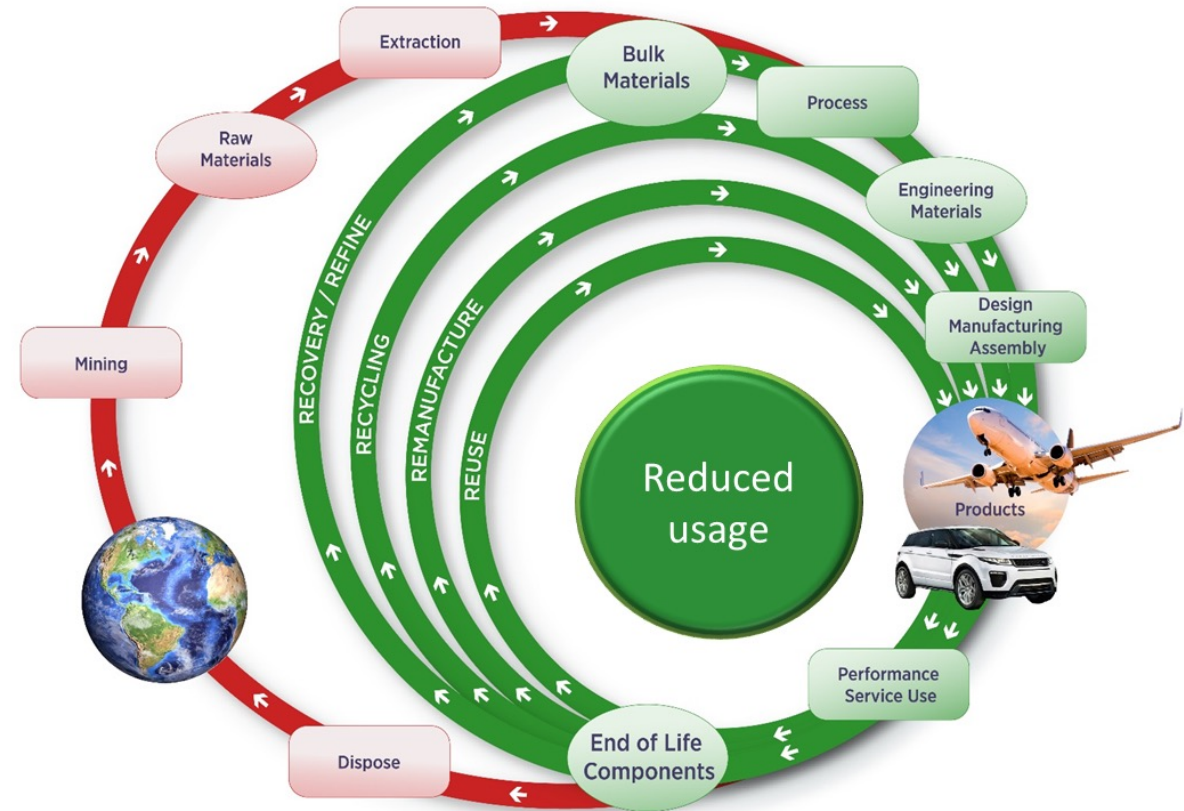 Extraction
Bulk
Materials
Process
Raw
Materials
Engineering
Materials
Mining
Design
Manufacturing
Assembly
RECOVERY / REFINE
RECYCLING
REMANUFACTURE
REUSE
Reduced
usage
Products
Performance
Service Use
End of Life
Components
Dispose